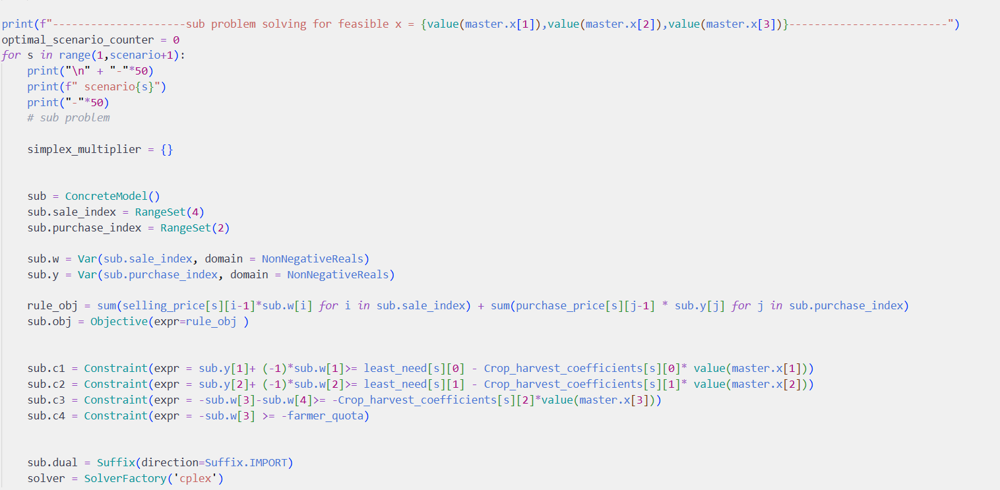 print(f"---------------------sub problem solving for feasible x = {value(master.x[1]),value(master.x[2]),value(master.x[3])}-------------------------")
optimal_scenario_counter = 0
for s in range(1,scenario+1):
    print("\n" + "-"*50)
    print(f" scenario{s}")
    print("-"*50)
    # sub problem
    simplex_multiplier = {}
    sub = ConcreteModel()
    sub.sale_index = RangeSet(4)
    sub.purchase_index = RangeSet(2)
    sub.w = Var(sub.sale_index, domain = NonNegativeReals)
    sub.y = Var(sub.purchase_index, domain = NonNegativeReals)
    rule_obj = sum(selling_price[s][i-1]*sub.w[i] for i in sub.sale_index) + sum(purchase_price[s][j-1] * sub.y[j] for j in sub.purchase_index)
    sub.obj = Objective(expr=rule_obj )
    sub.c1 = Constraint(expr = sub.y[1]+ (-1)*sub.w[1]>= least_need[s][0] - Crop_harvest_coefficients[s][0]* value(master.x[1]))
    sub.c2 = Constraint(expr = sub.y[2]+ (-1)*sub.w[2]>= least_need[s][1] - Crop_harvest_coefficients[s][1]* value(master.x[2]))
    sub.c3 = Constraint(expr = -sub.w[3]-sub.w[4]>= -Crop_harvest_coefficients[s][2]*value(master.x[3]))
    sub.c4 = Constraint(expr = -sub.w[3] >= -farmer_quota)
    sub.dual = Suffix(direction=Suffix.IMPORT)
    solver = SolverFactory('cplex')